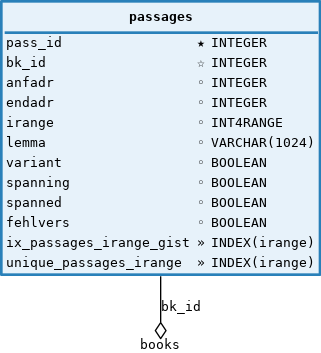 passages
pass_id ★ INTEGER
bk_id ☆ INTEGER
anfadr ◦ INTEGER
endadr ◦ INTEGER
irange ◦ INT4RANGE
lemma ◦ VARCHAR(1024)
variant ◦ BOOLEAN
spanning ◦ BOOLEAN
spanned ◦ BOOLEAN
fehlvers ◦ BOOLEAN
ix_passages_irange_gist » INDEX(irange)
unique_passages_irange » INDEX(irange)
bk_id
books